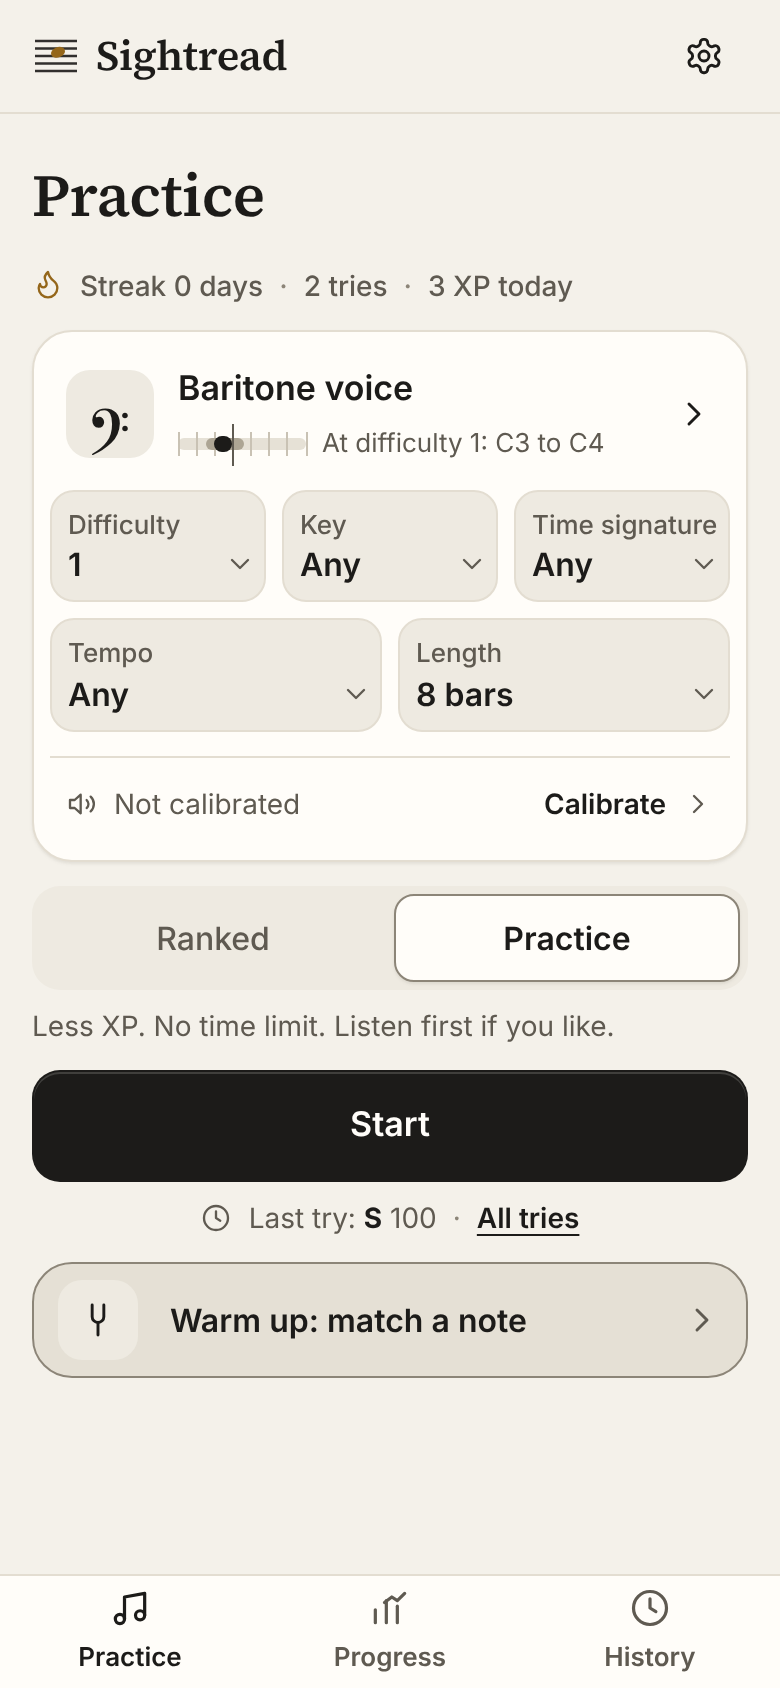 Sightread
Practice
Streak 0 days · 2 tries · 3 XP today
Baritone voice
At difficulty 1: C3 to C4
Difficulty
1
Key
Any
Time signature
Any
Tempo
Any
Length
8 bars
Not calibrated
Calibrate
Ranked
Practice
Less XP. No time limit. Listen first if you like.
Start
Last try: S 100 · All tries
Warm up: match a note
Practice
Progress
History